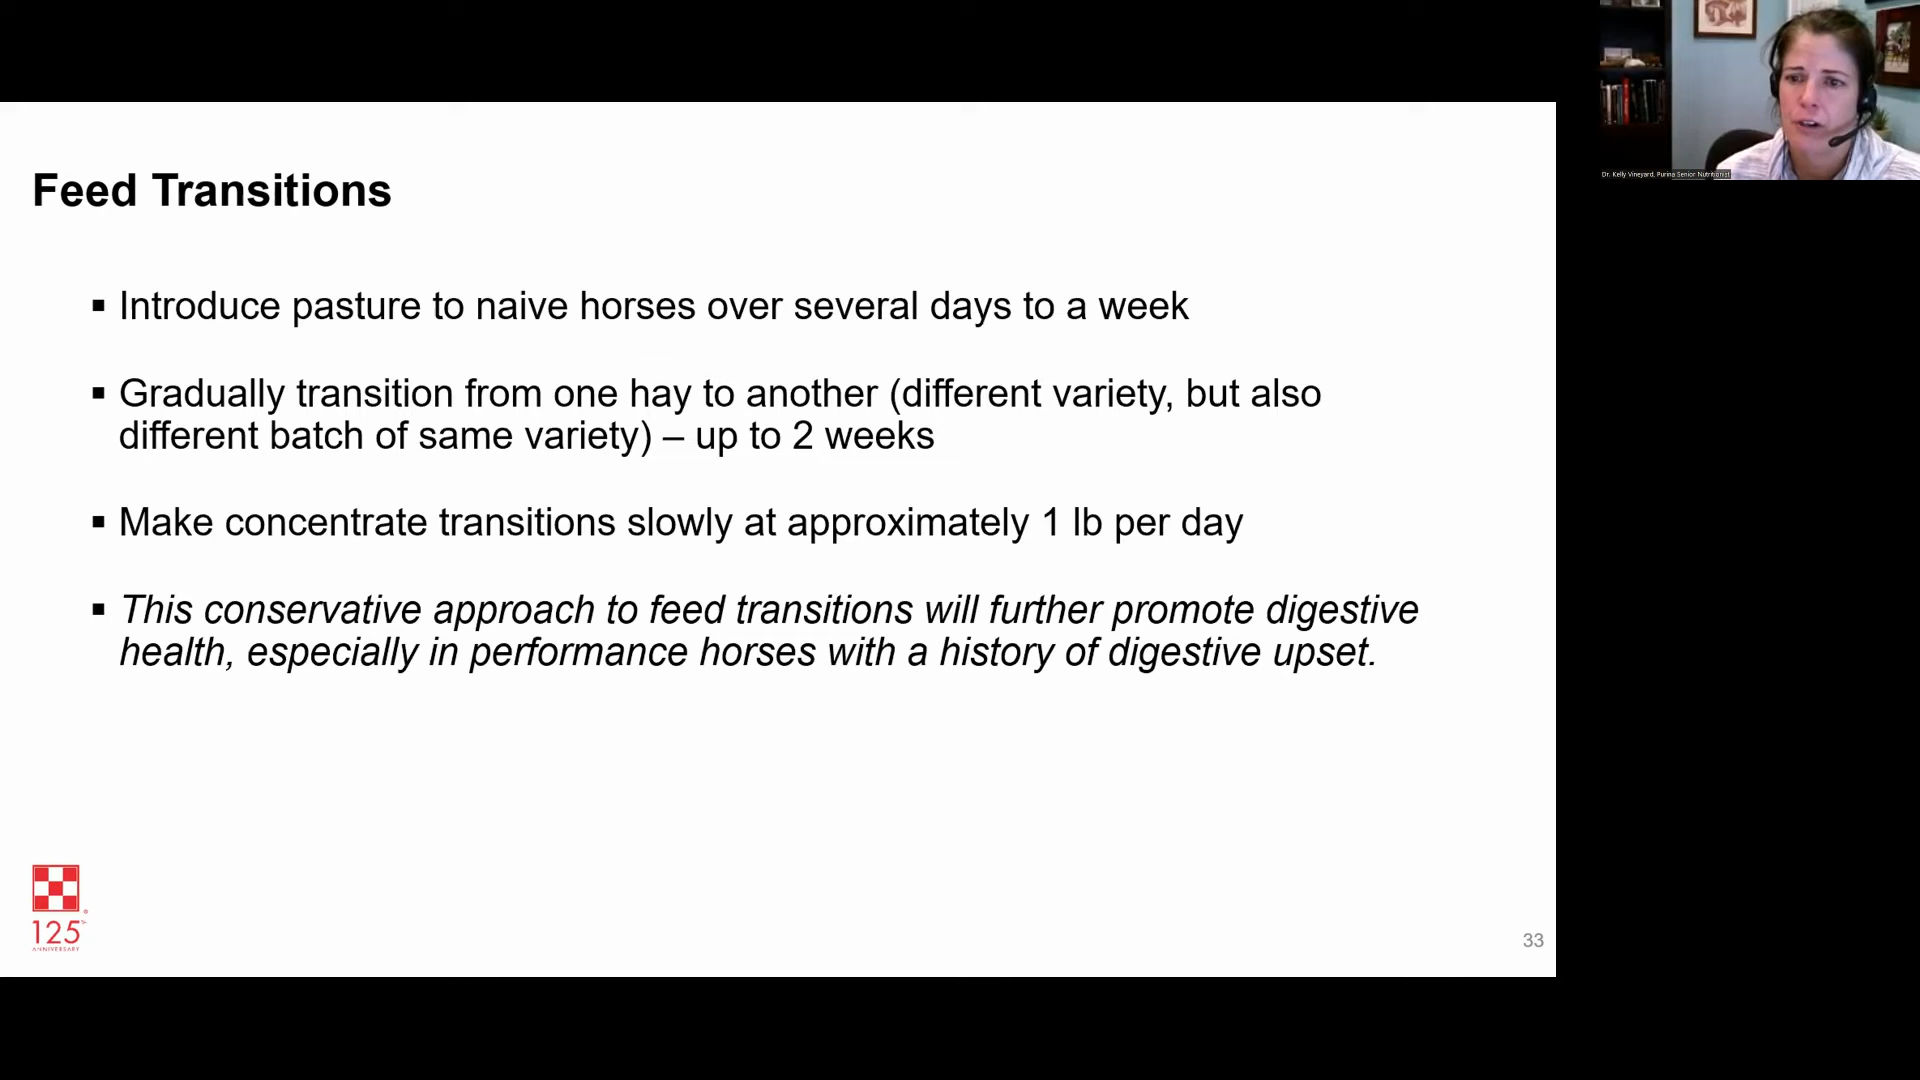 Dr. Kelly Vineyard, Purina Senior Nutritionist
Feed Transitions
▪ Introduce pasture to naive horses over several days to a week
▪ Gradually transition from one hay to another (different variety, but also
different batch of same variety) – up to 2 weeks
▪ Make concentrate transitions slowly at approximately 1 lb per day
▪ This conservative approach to feed transitions will further promote digestive
health, especially in performance horses with a history of digestive upset.
125
ANNIVERSARY
33